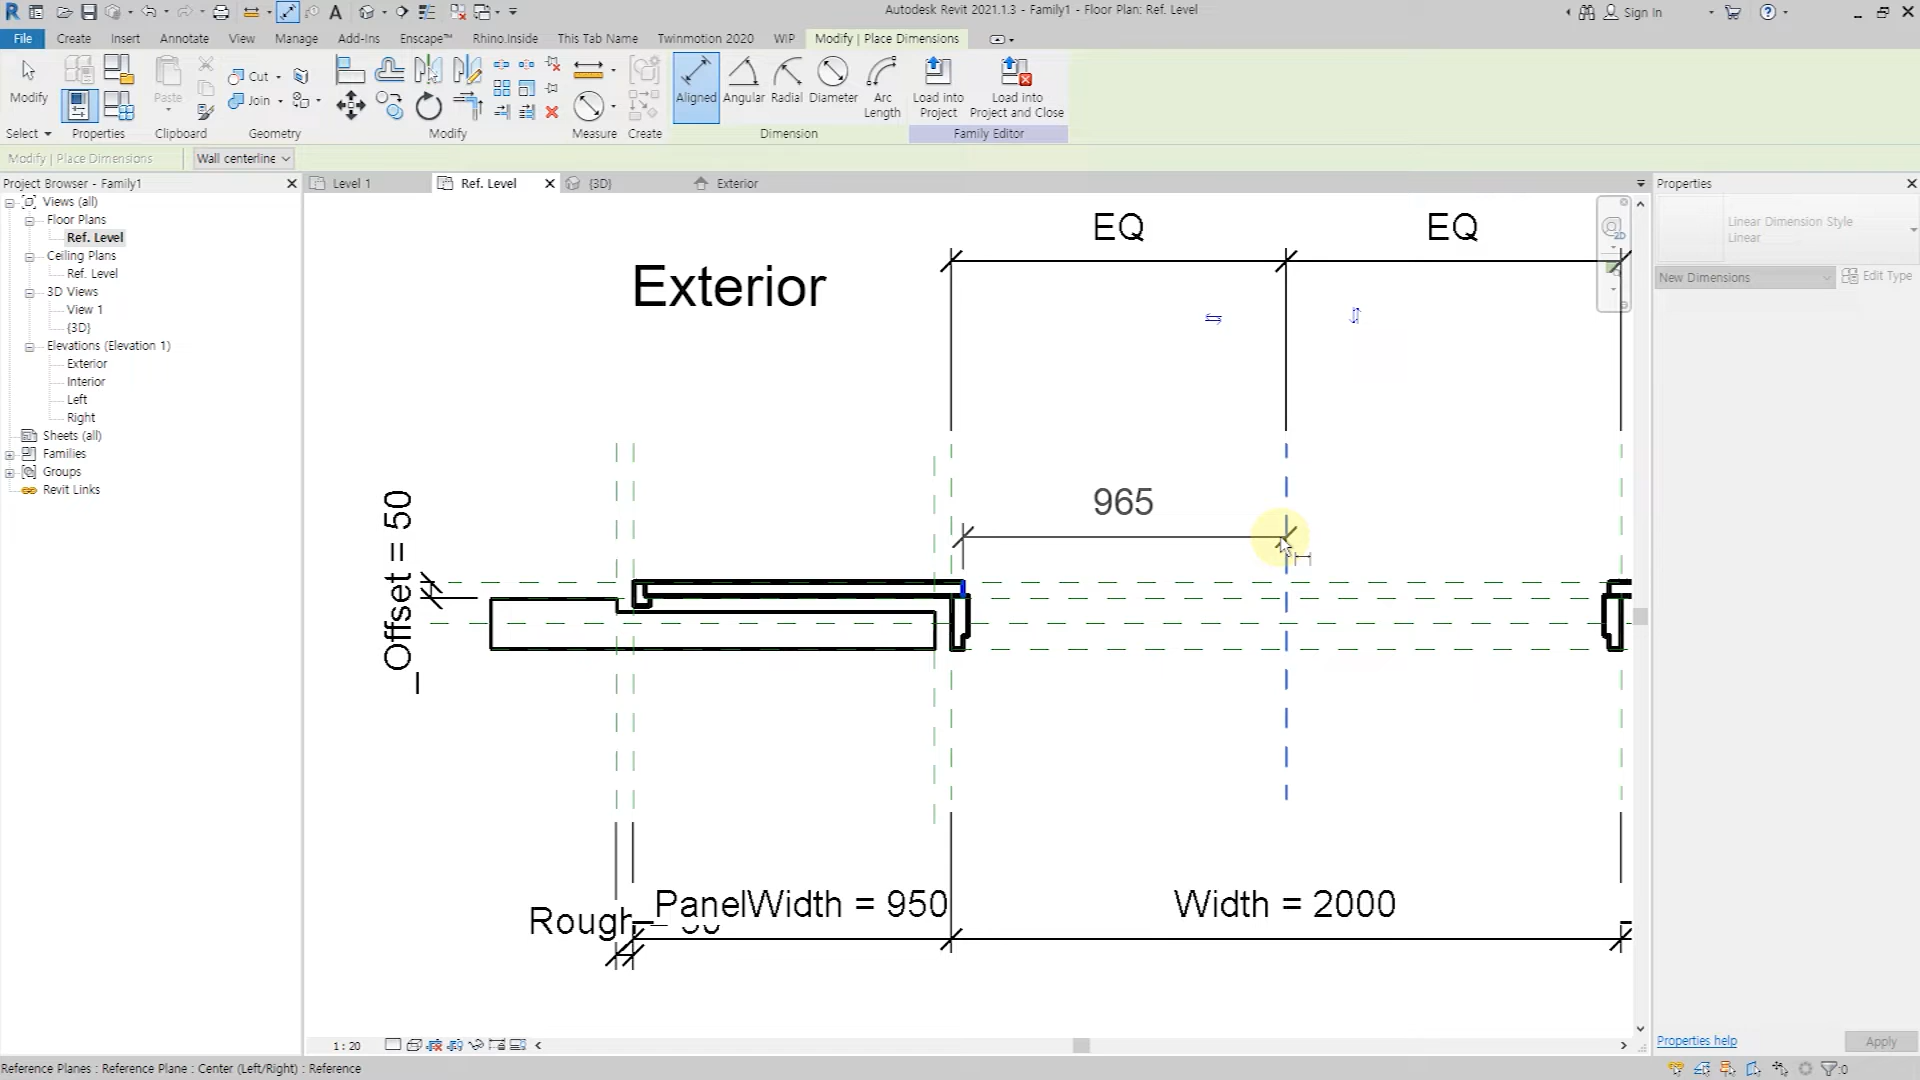 Autodesk Revit 2021.1.3 - Family1 - Floor Plan: Ref. Level
Sign In
File Create Insert Annotate View Manage Add-Ins Enscape™ Rhino.Inside This Tab Name Twinmotion 2020 WIP Modify | Place Dimensions
Modify Paste Cut Join Aligned Angular Radial Diameter Arc Length Load into Project Load into Project and Close
Select Properties Clipboard Geometry Modify Measure Create Dimension Family Editor
Modify | Place Dimensions Wall centerline
Project Browser - Family1
Views (all)
Floor Plans
Ref. Level
Ceiling Plans
Ref. Level
3D Views
View 1
{3D}
Elevations (Elevation 1)
Exterior
Interior
Left
Right
Sheets (all)
Families
Groups
Revit Links
Level 1 Ref. Level {3D} Exterior
EQ EQ
Exterior
965
_Offset = 50
PanelWidth = 950
Width = 2000
1 : 20
Properties
Linear Dimension Style
Linear
New Dimensions Edit Type
Properties help Apply
Reference Planes : Reference Plane : Center (Left/Right) : Reference
:0